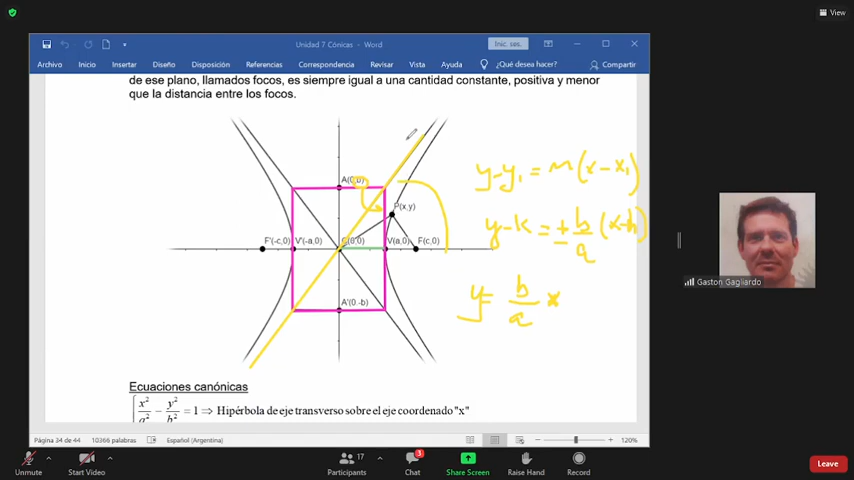 View
Unidad 7 Cónicas - Word
Inic. ses.
Archivo Inicio Insertar Diseño Disposición Referencias Correspondencia Revisar Vista Ayuda ¿Qué desea hacer? Compartir
de ese plano, llamados focos, es siempre igual a una cantidad constante, positiva y menor
que la distancia entre los focos.
A(0,b)
P(x,y)
F'(-c,0) V'(-a,0) C(0;0) V(a,0) F(c,0)
A'(0.-b)
y-y₁ = m(x-x₁)
y-k = ± b/a (x-h)
y = b/a x
Ecuaciones canónicas
x²/a² − y²/b² = 1 ⇒ Hipérbola de eje transverso sobre el eje coordenado "x"
Gaston Gagliardo
Página 34 de 44 10366 palabras Español (Argentina) 120%
Unmute Start Video Participants 17 Chat 3 Share Screen Raise Hand Record Leave